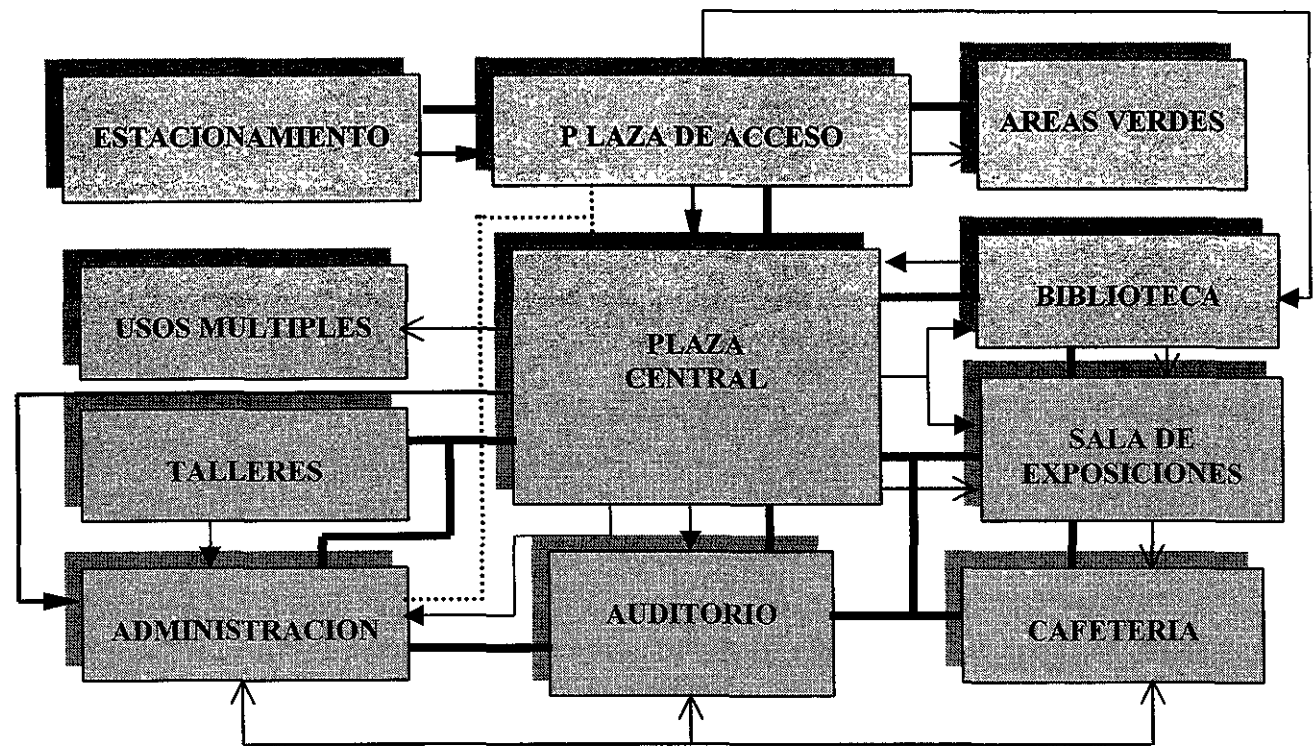 ESTACIONAMIENTO
P LAZA DE ACCESO
AREAS VERDES
USOS MULTIPLES
PLAZA
CENTRAL
BIBLIOTECA
TALLERES
SALA DE
EXPOSICIONES
ADMINISTRACION
AUDITORIO
CAFETERIA